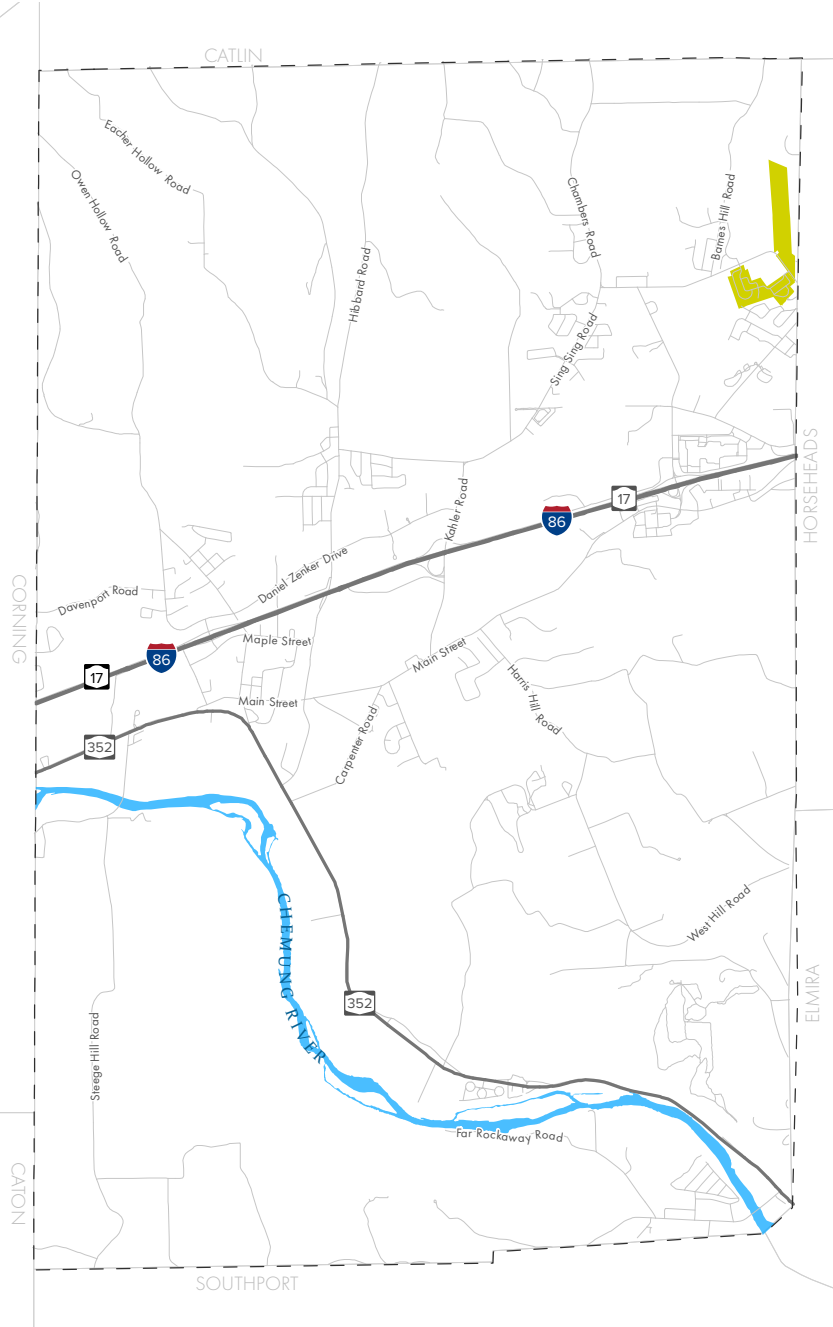 CATLIN
Eacher Hollow Road
Owen Hollow Road
Chambers Road
Barnes Hill Road
Hibbard Road
Sing Sing Road
HORSEHEADS
Kahler Road
17
86
Daniel Zenker Drive
Davenport Road
CORNING
Maple Street
Main Street
86
17
Harris Hill Road
Main Street
Carpenter Road
352
CHEMUNG RIVER
West Hill Road
ELMIRA
352
Steege Hill Road
Far Rockaway Road
CATON
SOUTHPORT